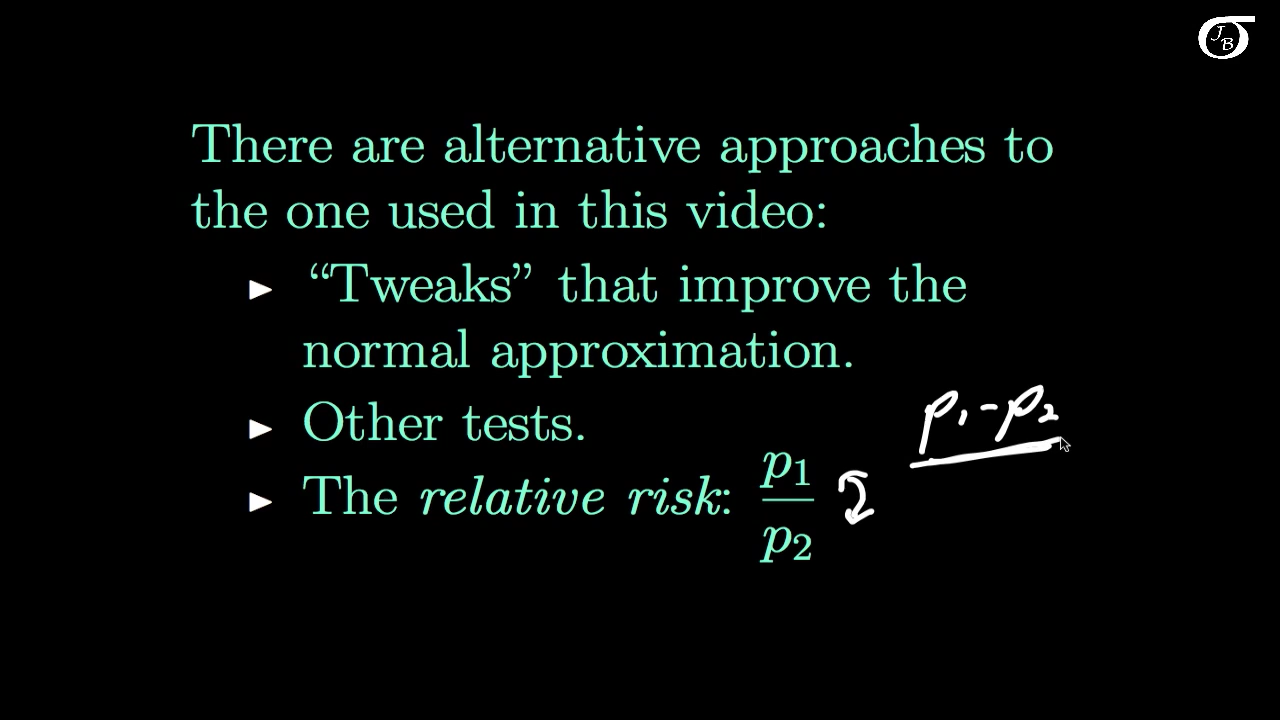 JB
There are alternative approaches to
the one used in this video:
► “Tweaks” that improve the
normal approximation.
► Other tests.
p₁-p₂
► The relative risk: p₁/p₂